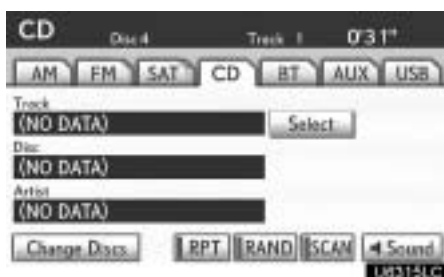 CD Disc 4 Track 1 0'31"
AM FM SAT CD BT AUX USB
Track
(NO DATA) Select
Disc
(NO DATA)
Artist
(NO DATA)
Change Discs RPT RAND SCAN Sound